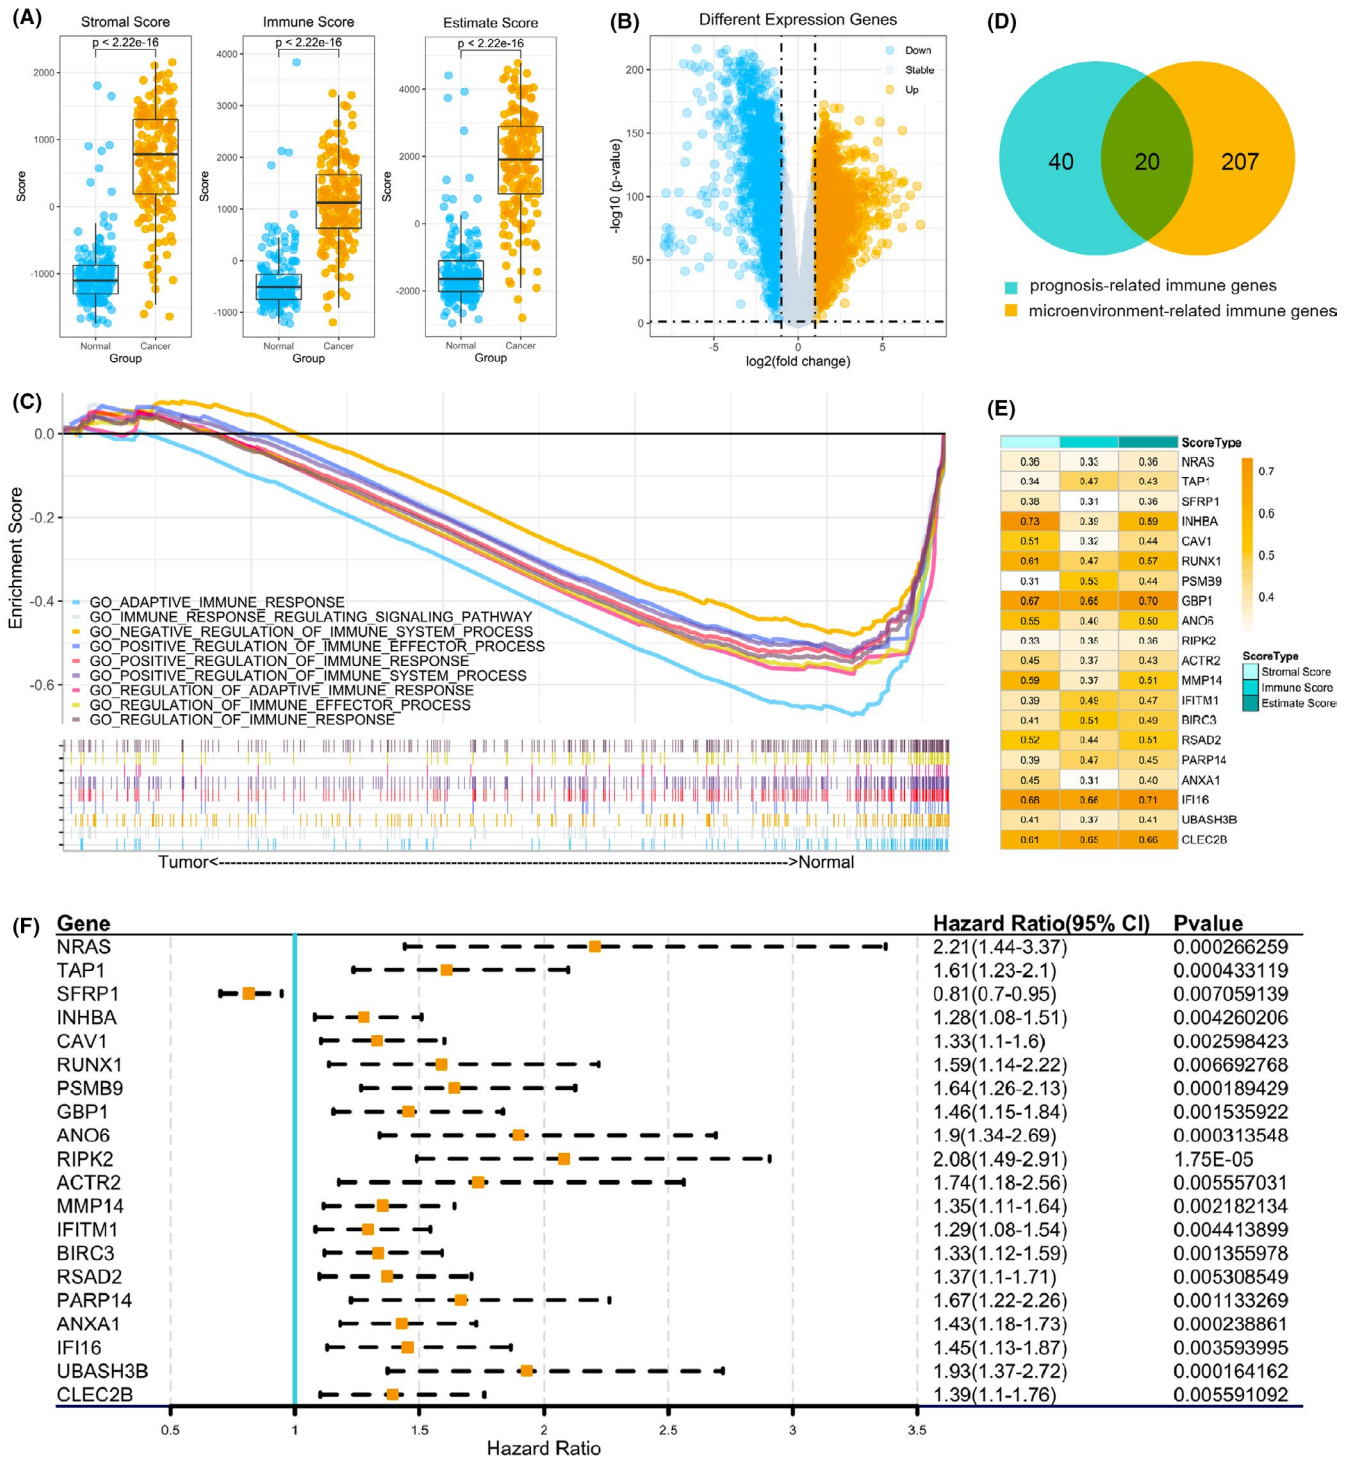 (A)
Stromal Score
p < 2.22e-16
Score
2000
1000
0
-1000
Normal
Cancer
Group
Immune Score
p < 2.22e-16
Score
4000
3000
2000
1000
0
-1000
Normal
Cancer
Group
Estimate Score
p < 2.22e-16
Score
4000
2000
0
-2000
Normal
Cancer
Group
(B)
Different Expression Genes
Down
Stable
Up
-log10 (p-value)
200
150
100
50
0
-5
0
5
log2(fold change)
(D)
40
20
207
prognosis-related immune genes
microenvironment-related immune genes
(C)
Enrichment Score
0.0
-0.2
-0.4
-0.6
GO_ADAPTIVE_IMMUNE_RESPONSE
GO_IMMUNE_RESPONSE_REGULATING_SIGNALING_PATHWAY
GO_NEGATIVE_REGULATION_OF_IMMUNE_SYSTEM_PROCESS
GO_POSITIVE_REGULATION_OF_IMMUNE_EFFECTOR_PROCESS
GO_POSITIVE_REGULATION_OF_IMMUNE_RESPONSE
GO_POSITIVE_REGULATION_OF_IMMUNE_SYSTEM_PROCESS
GO_REGULATION_OF_ADAPTIVE_IMMUNE_RESPONSE
GO_REGULATION_OF_IMMUNE_EFFECTOR_PROCESS
GO_REGULATION_OF_IMMUNE_RESPONSE
Tumor<------------------------------------------------------------------>Normal
(E)
ScoreType
0.36 0.33 0.36 NRAS
0.34 0.47 0.43 TAP1
0.38 0.31 0.36 SFRP1
0.73 0.39 0.59 INHBA
0.51 0.32 0.44 CAV1
0.61 0.47 0.57 RUNX1
0.31 0.53 0.44 PSMB9
0.67 0.65 0.70 GBP1
0.55 0.40 0.50 ANO6
0.33 0.35 0.36 RIPK2
0.45 0.37 0.43 ACTR2
0.59 0.37 0.51 MMP14
0.39 0.49 0.47 IFITM1
0.41 0.51 0.49 BIRC3
0.52 0.44 0.51 RSAD2
0.39 0.47 0.45 PARP14
0.45 0.31 0.40 ANXA1
0.68 0.66 0.71 IFI16
0.41 0.37 0.41 UBASH3B
0.61 0.65 0.66 CLEC2B
0.7
0.6
0.5
0.4
ScoreType
Stromal Score
Immune Score
Estimate Score
(F)
Gene Hazard Ratio(95% CI) Pvalue
NRAS 2.21(1.44-3.37) 0.000266259
TAP1 1.61(1.23-2.1) 0.000433119
SFRP1 0.81(0.7-0.95) 0.007059139
INHBA 1.28(1.08-1.51) 0.004260206
CAV1 1.33(1.1-1.6) 0.002598423
RUNX1 1.59(1.14-2.22) 0.006692768
PSMB9 1.64(1.26-2.13) 0.000189429
GBP1 1.46(1.15-1.84) 0.001535922
ANO6 1.9(1.34-2.69) 0.000313548
RIPK2 2.08(1.49-2.91) 1.75E-05
ACTR2 1.74(1.18-2.56) 0.005557031
MMP14 1.35(1.11-1.64) 0.002182134
IFITM1 1.29(1.08-1.54) 0.004413899
BIRC3 1.33(1.12-1.59) 0.001355978
RSAD2 1.37(1.1-1.71) 0.005308549
PARP14 1.67(1.22-2.26) 0.001133269
ANXA1 1.43(1.18-1.73) 0.000238861
IFI16 1.45(1.13-1.87) 0.003593995
UBASH3B 1.93(1.37-2.72) 0.000164162
CLEC2B 1.39(1.1-1.76) 0.005591092
0.5 1 1.5 2 2.5 3 3.5
Hazard Ratio